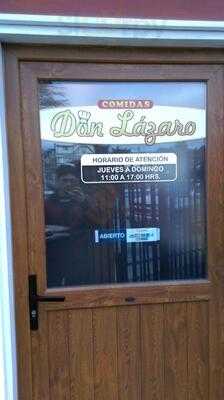 COMIDAS
Don Lázaro
HORARIO DE ATENCIÓN
JUEVES A DOMINGO
11:00 A 17:00 HRS.
ABIERTO